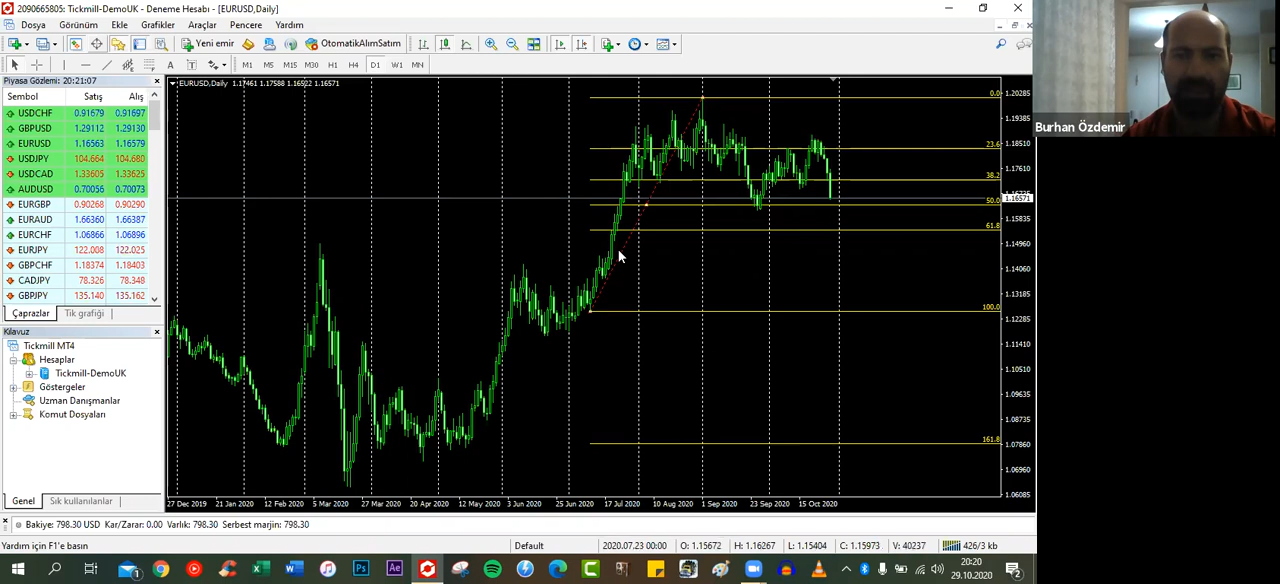 2090665805: Tickmill-DemoUK - Deneme Hesabı - [EURUSD,Daily]
Dosya Görünüm Ekle Grafikler Araçlar Pencere Yardım
Yeni emir OtomatikAlımSatım
A T M1 M5 M15 M30 H1 H4 D1 W1 MN
Piyasa Gözlemi: 20:21:07
Sembol Satış Alış
USDCHF 0.91679 0.91697
GBPUSD 1.29112 1.29130
EURUSD 1.16563 1.16579
USDJPY 104.664 104.680
USDCAD 1.33605 1.33625
AUDUSD 0.70056 0.70073
EURGBP 0.90268 0.90290
EURAUD 1.66360 1.66387
EURCHF 1.06866 1.06896
EURJPY 122.008 122.025
GBPCHF 1.18374 1.18403
CADJPY 78.326 78.348
GBPJPY 135.140 135.162
Çaprazlar Tik grafiği
Kılavuz
Tickmill MT4
Hesaplar
Tickmill-DemoUK
Göstergeler
Uzman Danışmanlar
Komut Dosyaları
Genel Sık kullanılanlar
EURUSD,Daily 1.17461 1.17588 1.16522 1.16571
0.0
23.6
38.2
50.0
61.8
100.0
161.8
1.20285
1.19385
1.18510
1.17610
1.16571
1.15835
1.14960
1.14060
1.13185
1.12285
1.11410
1.10510
1.09635
1.08735
1.07860
1.06960
1.06085
27 Dec 2019 21 Jan 2020 12 Feb 2020 5 Mar 2020 27 Mar 2020 20 Apr 2020 12 May 2020 3 Jun 2020 25 Jun 2020 17 Jul 2020 10 Aug 2020 1 Sep 2020 23 Sep 2020 15 Oct 2020
Burhan Özdemir
Bakiye: 798.30 USD Kar/Zarar: 0.00 Varlık: 798.30 Serbest marjin: 798.30
Yardım için F1'e basın Default 2020.07.23 00:00 O: 1.15672 H: 1.16267 L: 1.15404 C: 1.15973 V: 40237 426/3 kb
20:20
29.10.2020